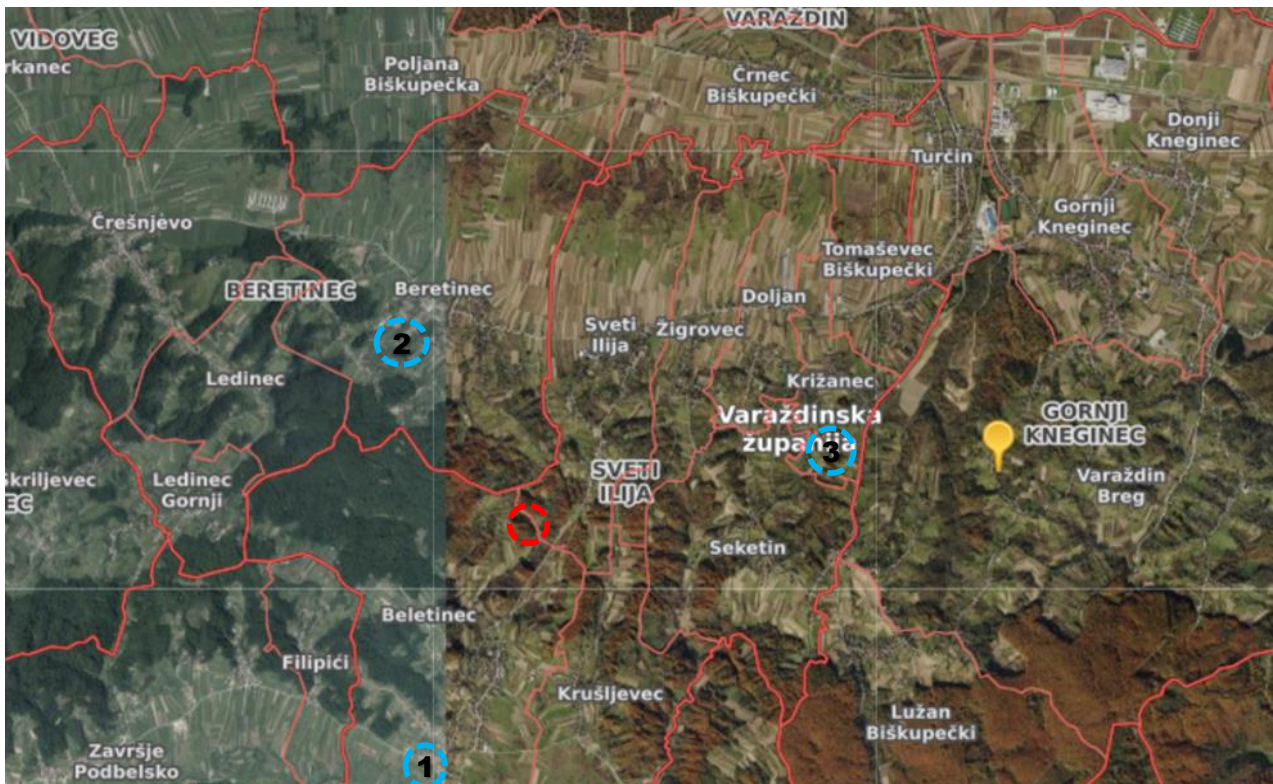 VARAŽDIN
VIDOVEC
rkanec
Poljana
Biškupečka
Črnec
Biškupečki
Donji
Kneginec
Turčin
Črešnjevo
Gornji
Kneginec
Tomaševec
Biškupečki
BERETINEC
Beretinec
Doljan
Sveti
Ilija
Žigrovec
2
Ledinec
Križanec
Varaždinska
županija
GORNJI
KNEGINEC
3
Skriljevec
EC
Ledinec
Gornji
SVETI
ILIJA
Varaždin
Breg
Seketin
Beletinec
Filipići
Krušljevec
Lužan
Biškupečki
Završje
Podbelsko
1